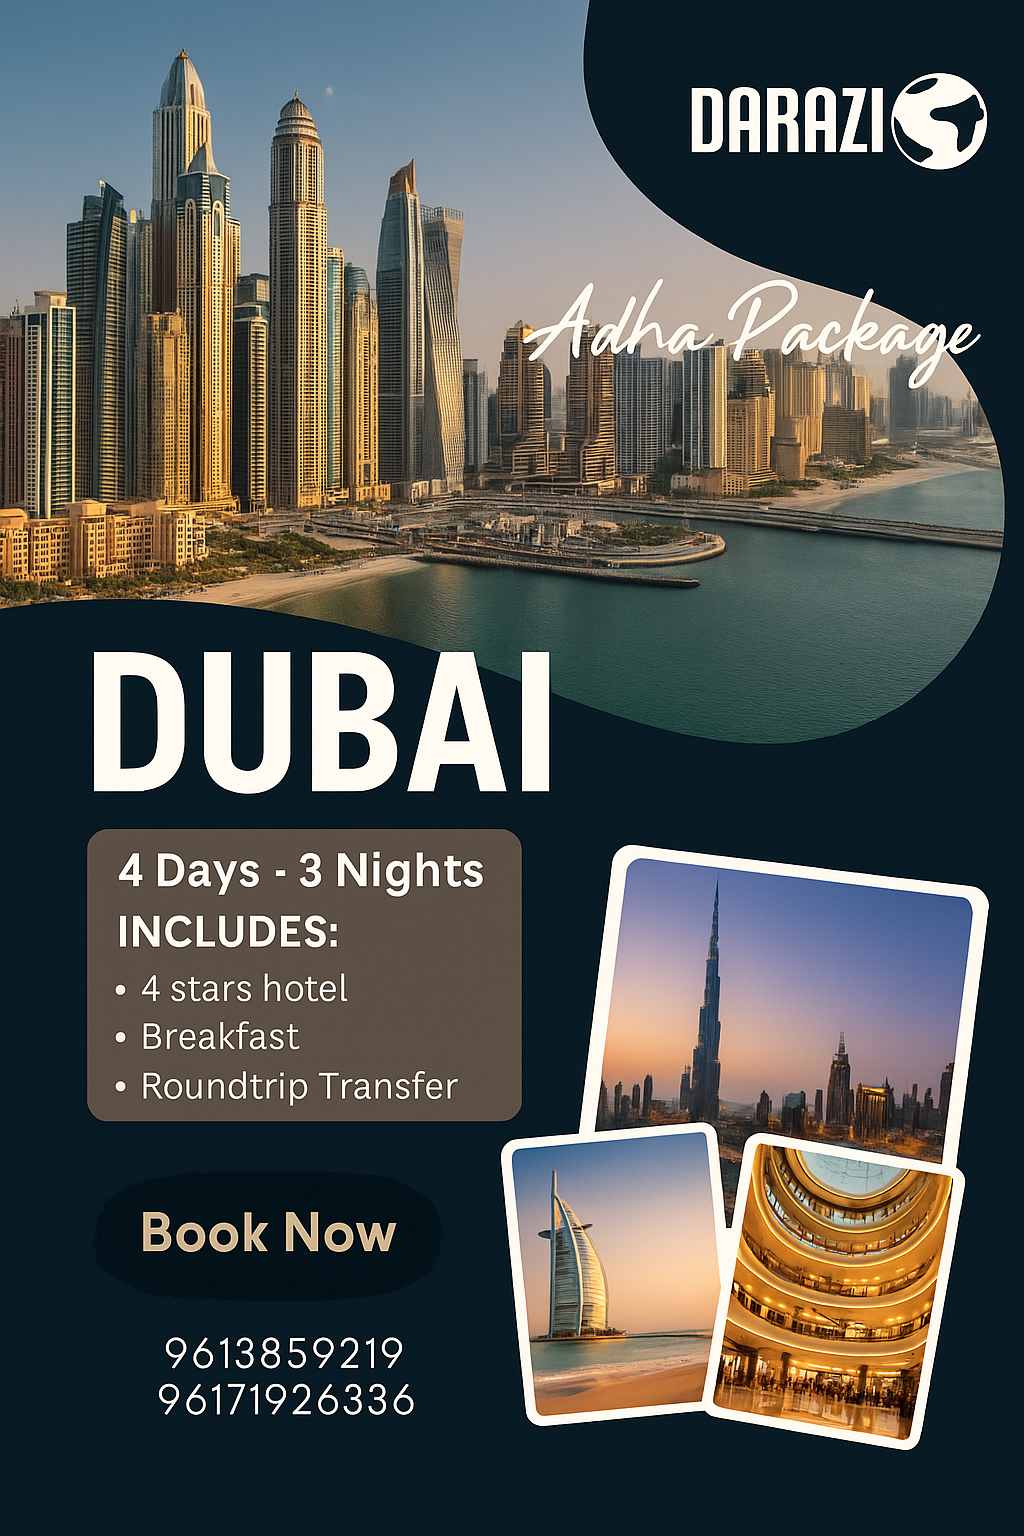 DARAZI
Adha Package
DUBAI
4 Days - 3 Nights
INCLUDES:
• 4 stars hotel
• Breakfast
• Roundtrip Transfer
Book Now
9613859219
96171926336